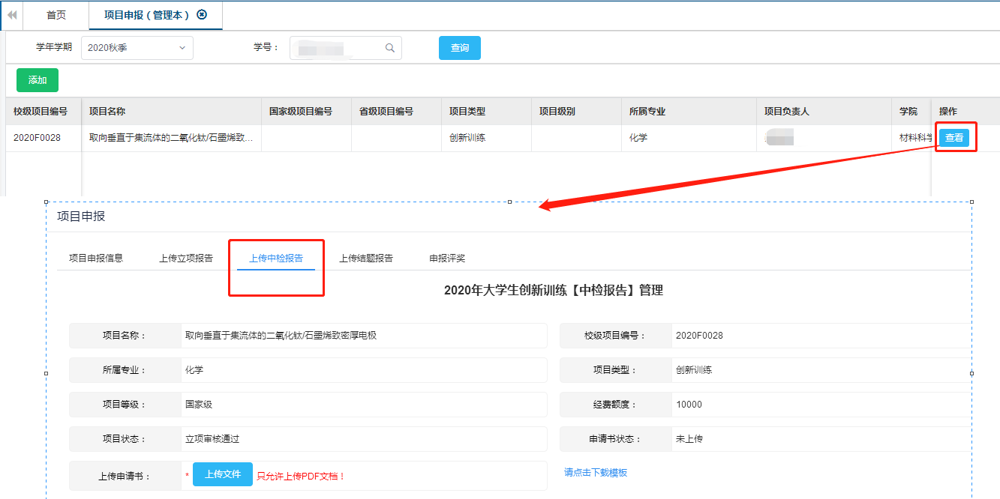 首页 项目申报（管理本）
学年学期 2020秋季 学号： 查询
添加
校级项目编号 项目名称 国家级项目编号 省级项目编号 项目类型 项目级别 所属专业 项目负责人 学院 操作
2020F0028 取向垂直于集流体的二氧化钛/石墨烯致... 创新训练 化学 材料科学 查看
项目申报
项目申报信息 上传立项报告 上传中检报告 上传结题报告 申报评奖
2020年大学生创新训练【中检报告】管理
项目名称： 取向垂直于集流体的二氧化钛/石墨烯致密厚电极 校级项目编号： 2020F0028
所属专业： 化学 项目类型： 创新训练
项目等级： 国家级 经费额度： 10000
项目状态： 立项审核通过 申请书状态： 未上传
上传申请书： * 上传文件 只允许上传PDF文档！ 请点击下载模板